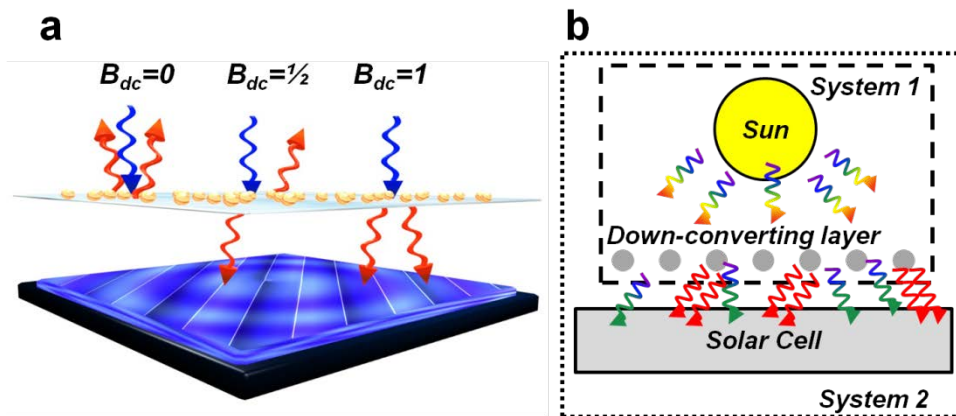 a
B_dc=0 B_dc=½ B_dc=1
b
System 1
Sun
Down-converting layer
Solar Cell
System 2